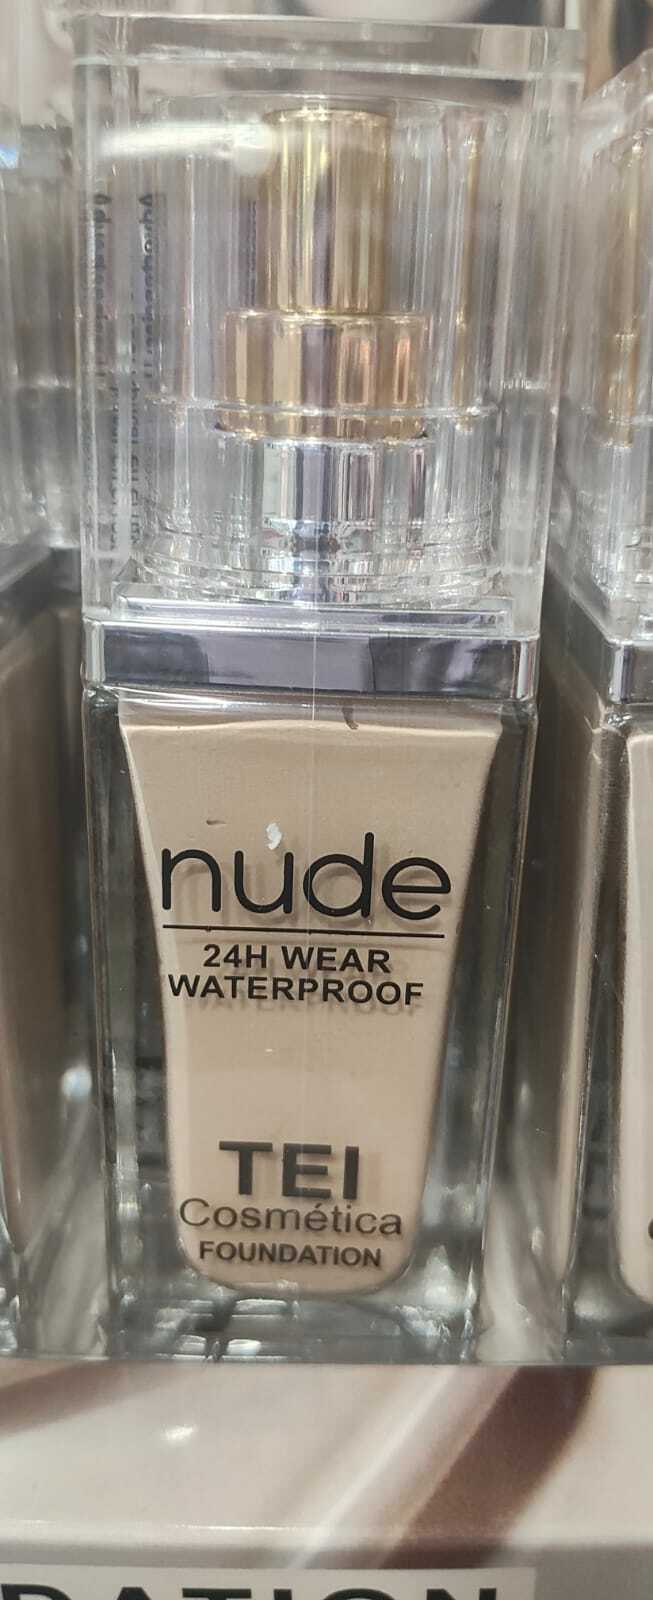 nude
24H WEAR
WATERPROOF
TEI
Cosmética
FOUNDATION